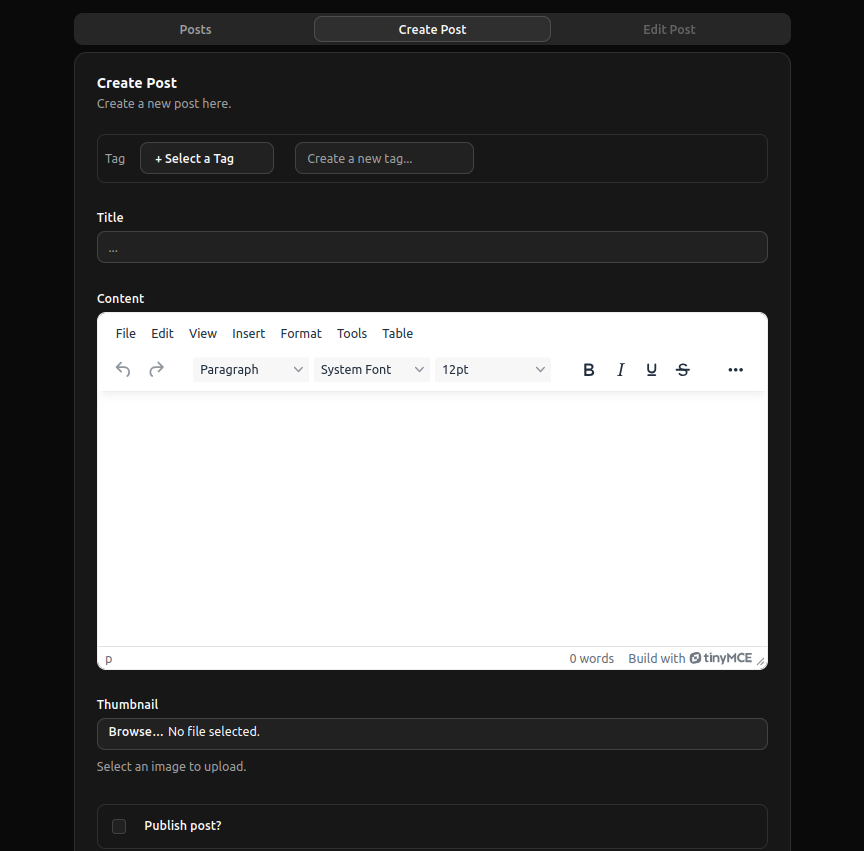 Posts Create Post Edit Post
Create Post
Create a new post here.
Tag + Select a Tag Create a new tag...
Title
...
Content
File Edit View Insert Format Tools Table
Paragraph System Font 12pt B I U S ...
p 0 words Build with tinyMCE
Thumbnail
Browse... No file selected.
Select an image to upload.
Publish post?